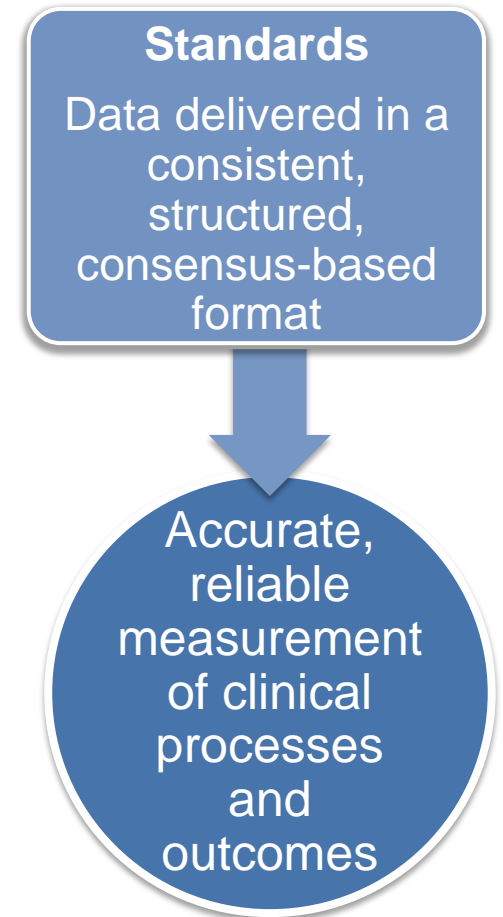 Standards
Data delivered in a
consistent,
structured,
consensus-based
format
Accurate,
reliable
measurement
of clinical
processes
and
outcomes